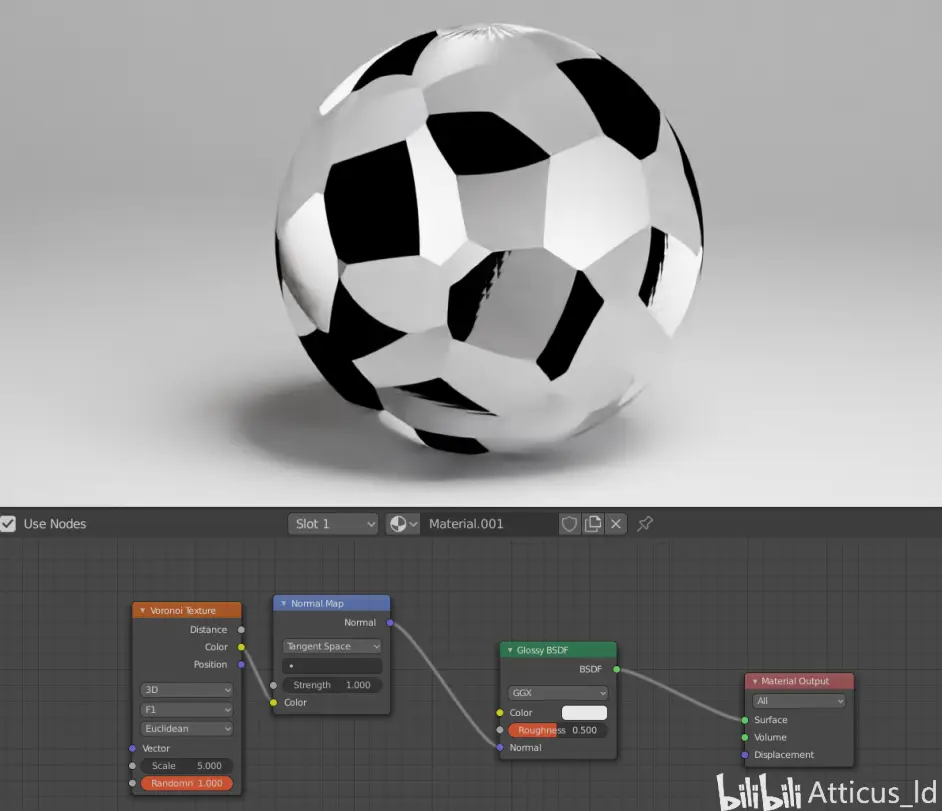 Use Nodes
Slot 1
Material.001
Voronoi Texture
Distance
Color
Position
3D
F1
Euclidean
Vector
Scale 5.000
Randomn 1.000
Normal Map
Normal
Tangent Space
Strength 1.000
Color
Glossy BSDF
BSDF
GGX
Color
Roughness 0.500
Normal
Material Output
All
Surface
Volume
Displacement
bilibili Atticus_ld